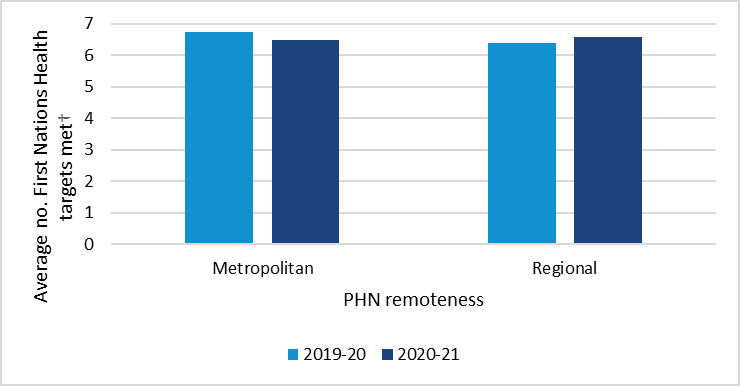 Average no. First Nations Health
targets met†
7
6
5
4
3
2
1
0
Metropolitan
Regional
PHN remoteness
2019-20
2020-21